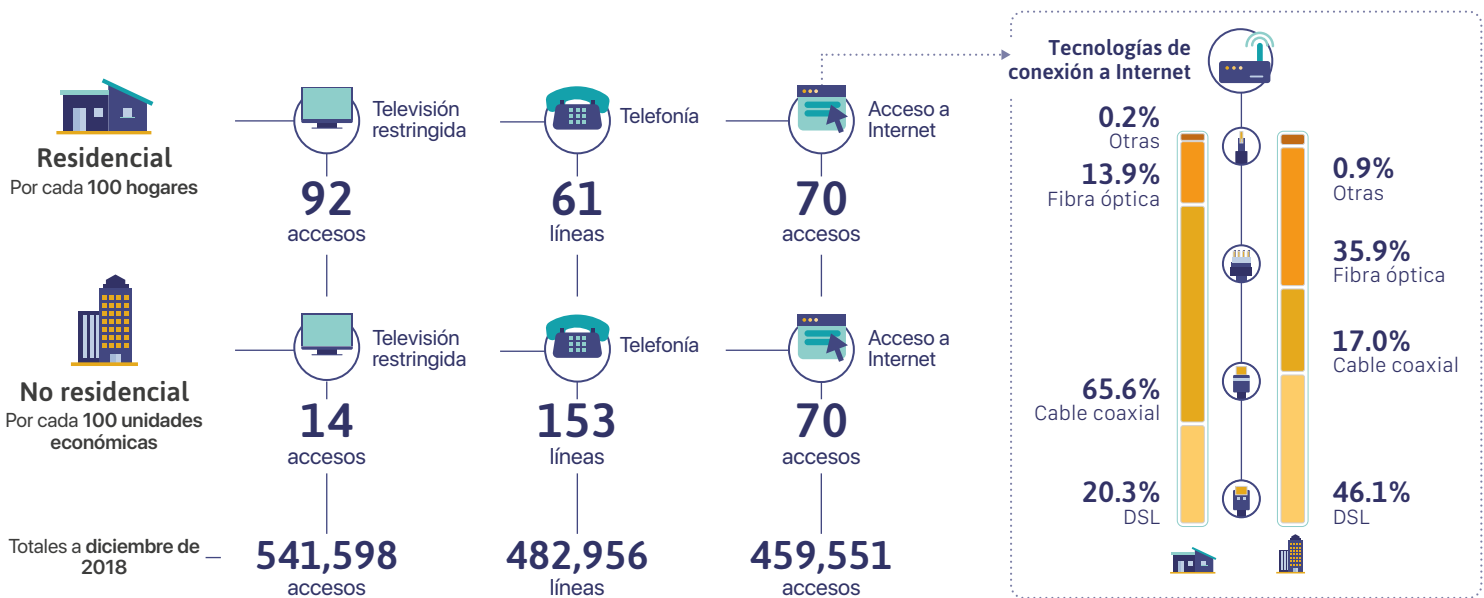 Residencial
Por cada 100 hogares
Televisión
restringida
92
accesos
Telefonía
61
líneas
Acceso a
Internet
70
accesos
No residencial
Por cada 100 unidades
económicas
Televisión
restringida
14
accesos
Telefonía
153
líneas
Acceso a
Internet
70
accesos
Totales a diciembre de
2018
541,598
accesos
482,956
líneas
459,551
accesos
Tecnologías de
conexión a Internet
0.2%
Otras
13.9%
Fibra óptica
65.6%
Cable coaxial
20.3%
DSL
0.9%
Otras
35.9%
Fibra óptica
17.0%
Cable coaxial
46.1%
DSL